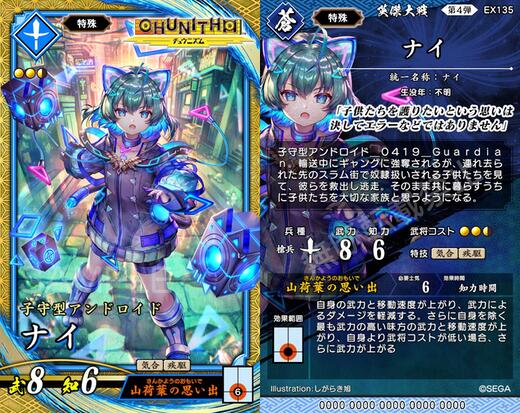 特殊
CHUNITHM
チュウニズム
子守型アンドロイド
ナイ
気合 疾駆
武8 知6
さんかようのおもいで
山荷葉の思い出
6
蒼
特殊
英傑大戦
第4弾
EX135
ナイ
統一名称：ナイ
生没年：不明
「子供たちを護りたいという思いは
決してエラーなどではありません」
子守型アンドロイド＿0419＿Guardia
n。輸送中にギャングに強奪されるが、連れ去ら
れた先のスラム街で奴隷扱いされる子供たちを見
て、彼らを救出し逃走。そのまま共に暮らすうち
に子供たちを大切な家族と思うようになる。
兵種 武力 知力 武将コスト
槍兵 8 6
特技 気合 疾駆
さんかようのおもいで 必要士気 効果時間
山荷葉の思い出 6 知力時間
効果範囲
自身の武力と移動速度が上がり、武力によ
るダメージを軽減する。さらに自身を除く
最も武力の高い味方の武力と移動速度が上
がり、自身より武将コストが低い場合、さ
らに武力が上がる
Illustration:しがらき旭
©SEGA
0000 0000 0000 0000 0000